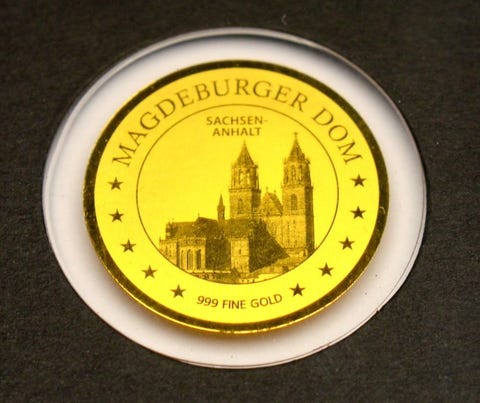 MAGDEBURGER DOM
SACHSEN-
ANHALT
999 FINE GOLD